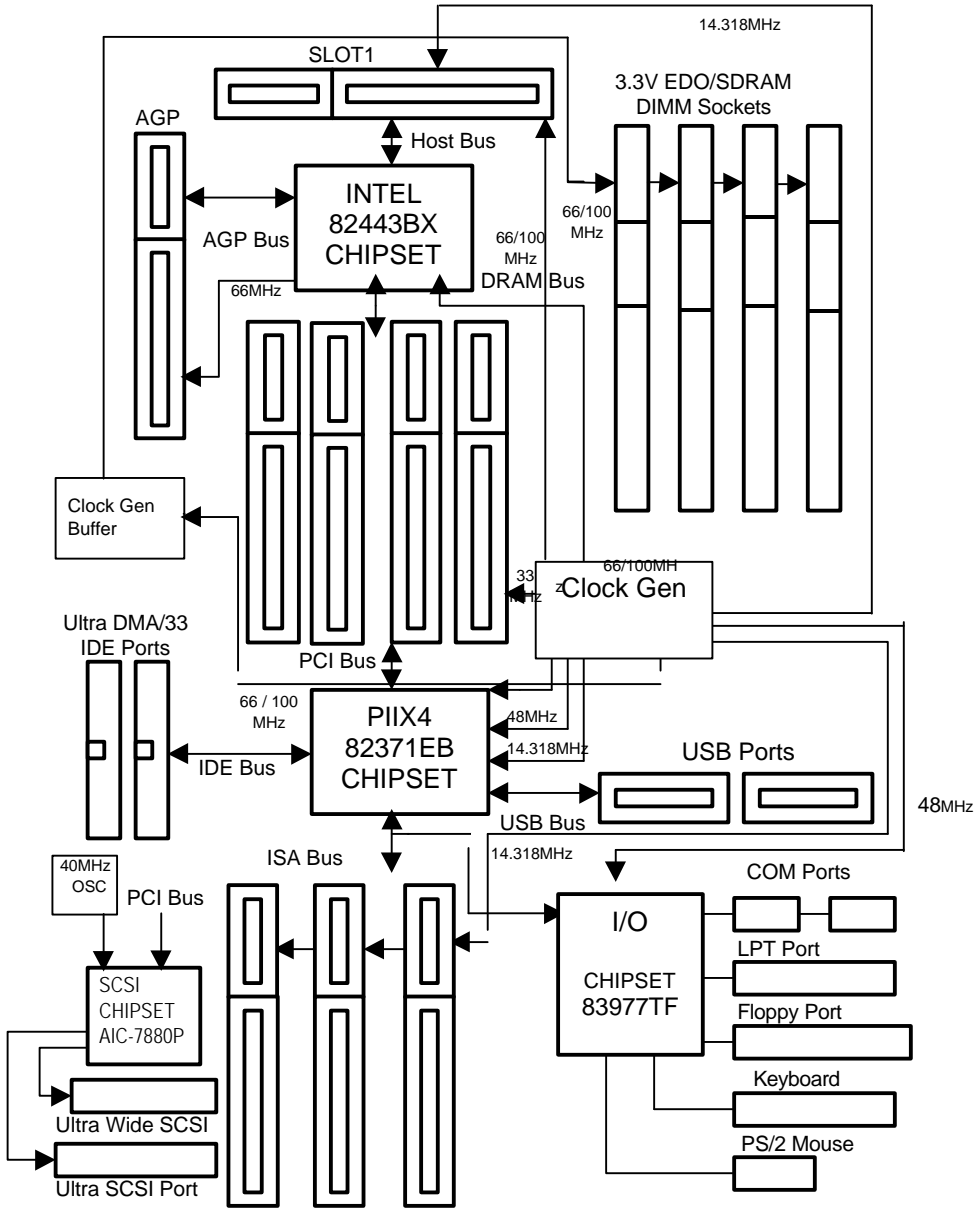 14.318MHz
SLOT1
3.3V EDO/SDRAM
DIMM Sockets
AGP
Host Bus
INTEL
82443BX
CHIPSET
AGP Bus
66/100
MHz
66/100
MHz
DRAM Bus
66MHz
Clock Gen
Buffer
66/100MH
z
33
Clock Gen
Ultra DMA/33
IDE Ports
PCI Bus
66 / 100
MHz
PIIX4
82371EB
CHIPSET
48MHz
14.318MHz
IDE Bus
USB Ports
48MHz
USB Bus
14.318MHz
ISA Bus
40MHz
OSC
PCI Bus
COM Ports
I/O
CHIPSET
83977TF
LPT Port
SCSI
CHIPSET
AIC-7880P
Floppy Port
Keyboard
Ultra Wide SCSI
PS/2 Mouse
Ultra SCSI Port